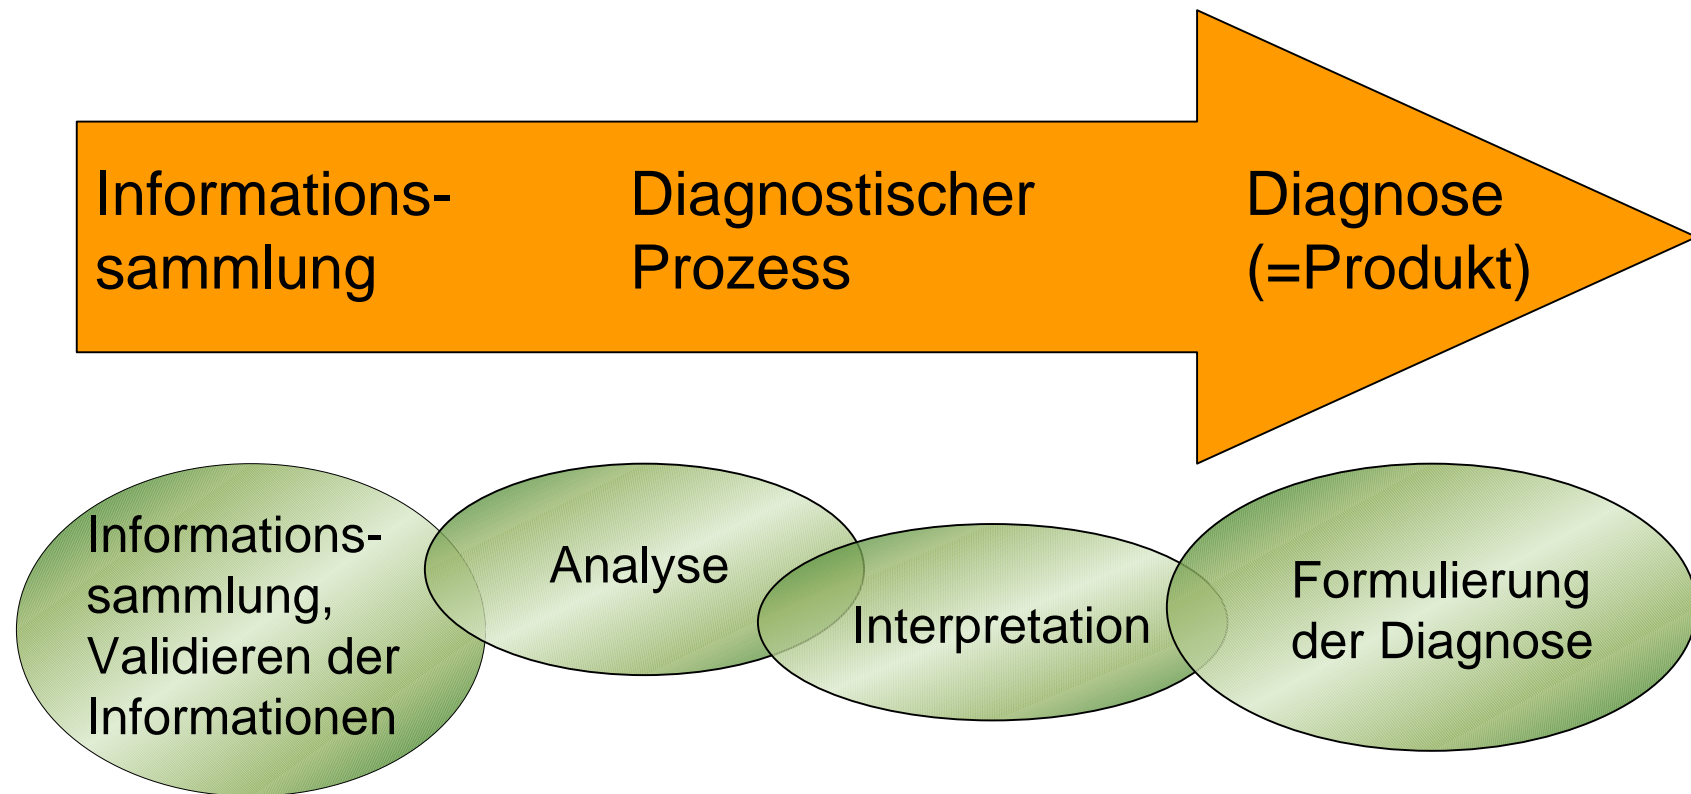 Informations-
sammlung
Diagnostischer
Prozess
Diagnose
(=Produkt)
Informations-
sammlung,
Validieren der
Informationen
Analyse
Interpretation
Formulierung
der Diagnose